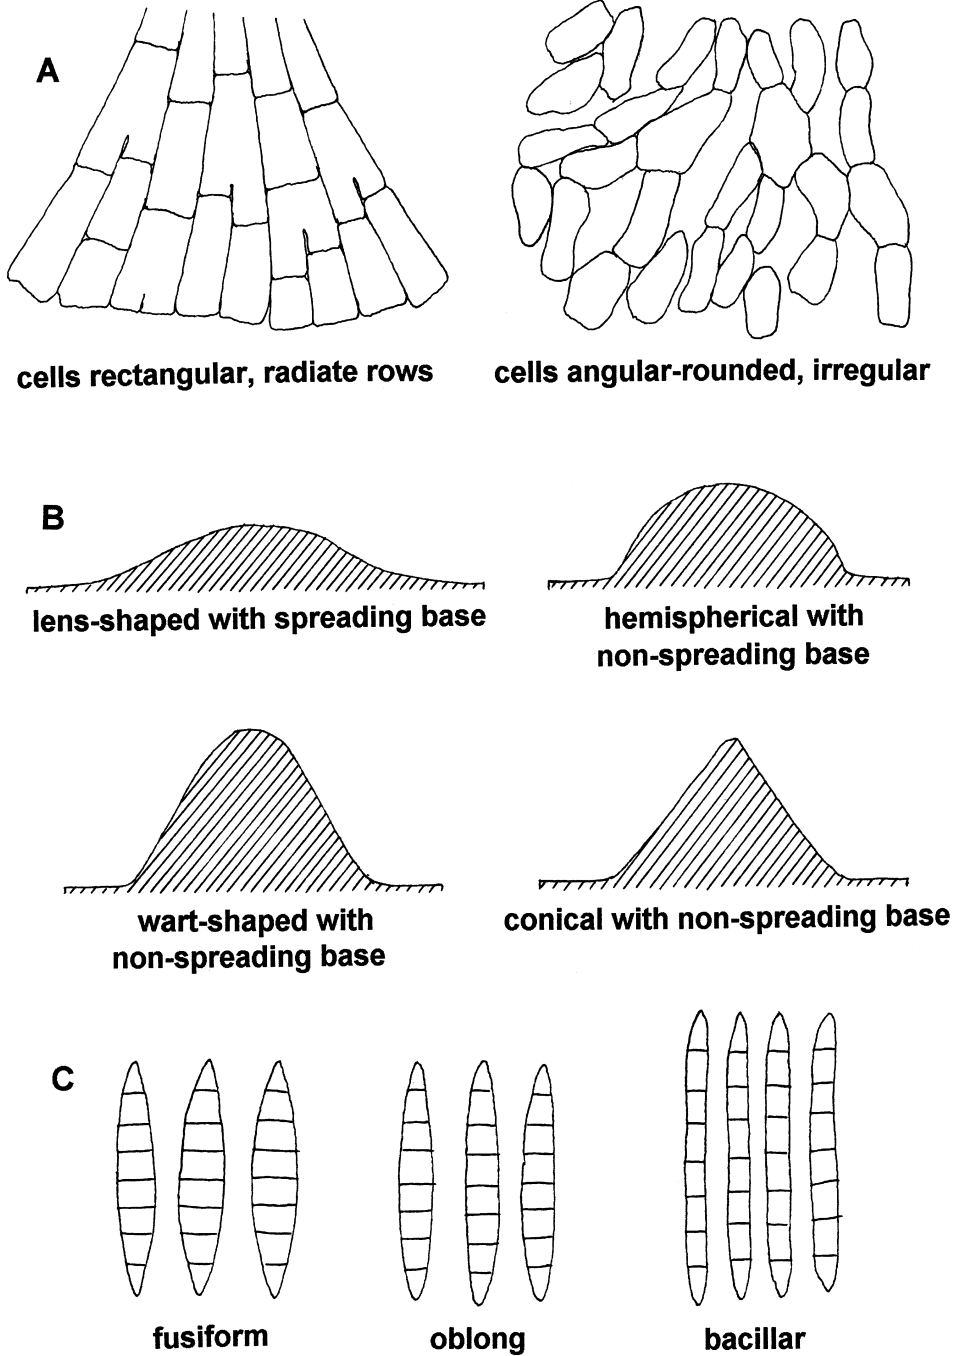 A
cells rectangular, radiate rows
cells angular-rounded, irregular
B
lens-shaped with spreading base
hemispherical with
non-spreading base
wart-shaped with
non-spreading base
conical with non-spreading base
C
fusiform
oblong
bacillar